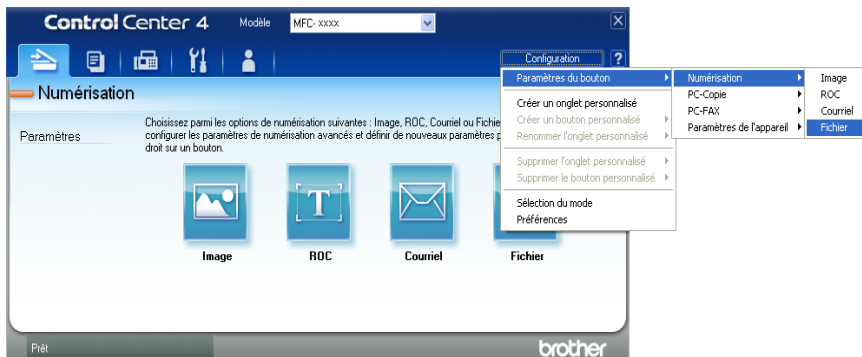 Control Center 4
Modèle
MFC- xxxx
Configuration
?
Numérisation
Paramètres
Choisissez parmi les options de numérisation suivantes : Image, ROC, Courriel ou Fichie
configurer les paramètres de numérisation avancés et définir de nouveaux paramètres p
droit sur un bouton.
Image
ROC
Courriel
Fichier
Paramètres du bouton
Créer un onglet personnalisé
Créer un bouton personnalisé
Renommer l'onglet personnalisé
Supprimer l'onglet personnalisé
Supprimer le bouton personnalisé
Sélection du mode
Préférences
Numérisation
PC-Copie
PC-FAX
Paramètres de l'appareil
Image
ROC
Courriel
Fichier
Prêt
brother